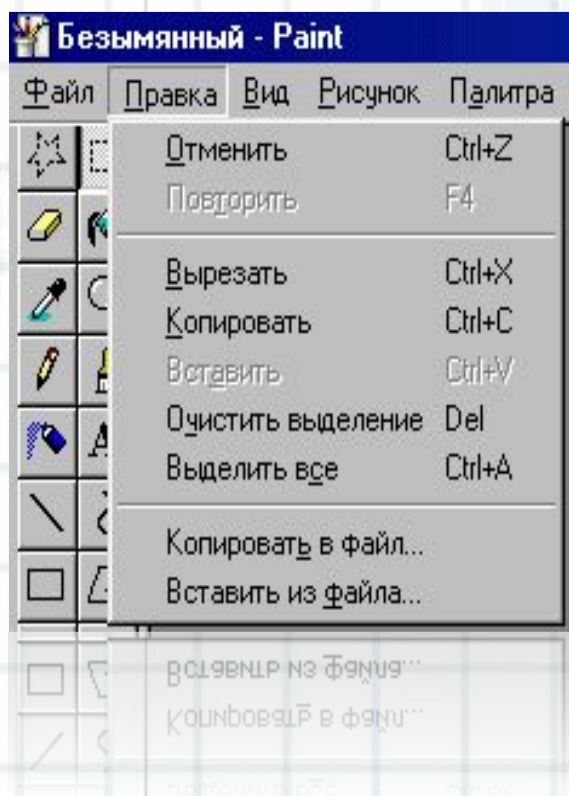 Безымянный - Paint
Файл Правка Вид Рисунок Палитра
Отменить Ctrl+Z
Повторить F4
Вырезать Ctrl+X
Копировать Ctrl+C
Вставить Ctrl+V
Очистить выделение Del
Выделить все Ctrl+A
Копировать в файл...
Вставить из файла...